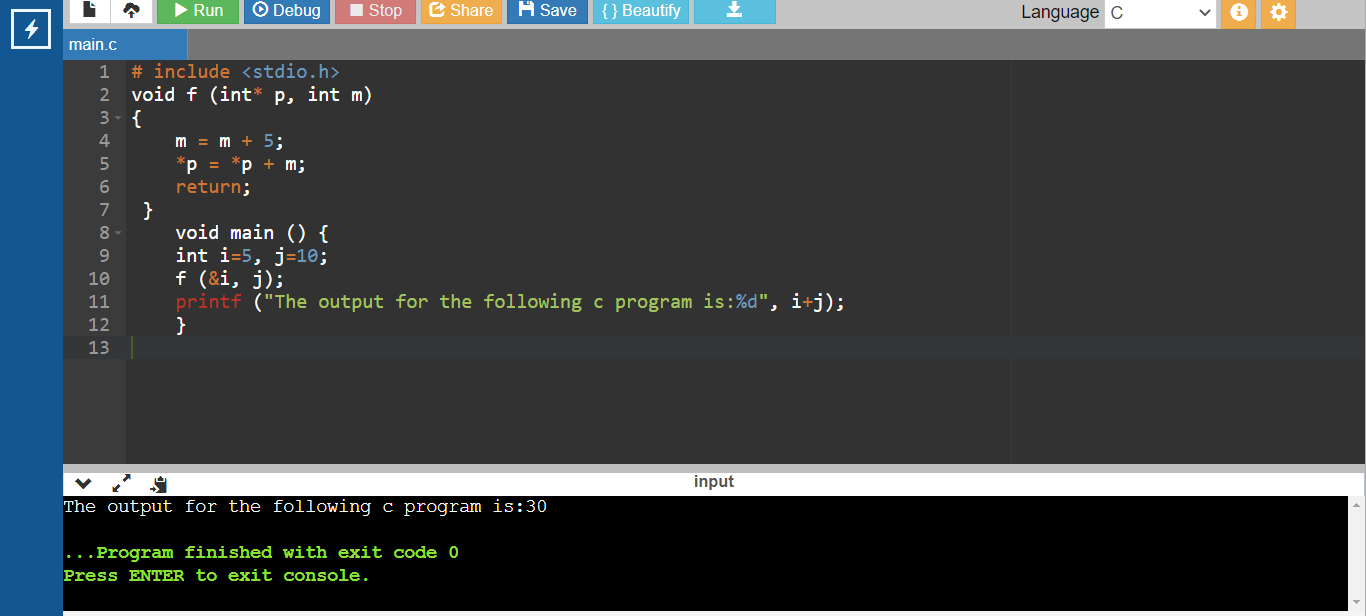 Run Debug Stop Share Save { } Beautify Language C
main.c
1 # include <stdio.h>
2 void f (int* p, int m)
3 {
4 m = m + 5;
5 *p = *p + m;
6 return;
7 }
8 void main () {
9 int i=5, j=10;
10 f (&i, j);
11 printf ("The output for the following c program is:%d", i+j);
12 }
13
input
The output for the following c program is:30
...Program finished with exit code 0
Press ENTER to exit console.